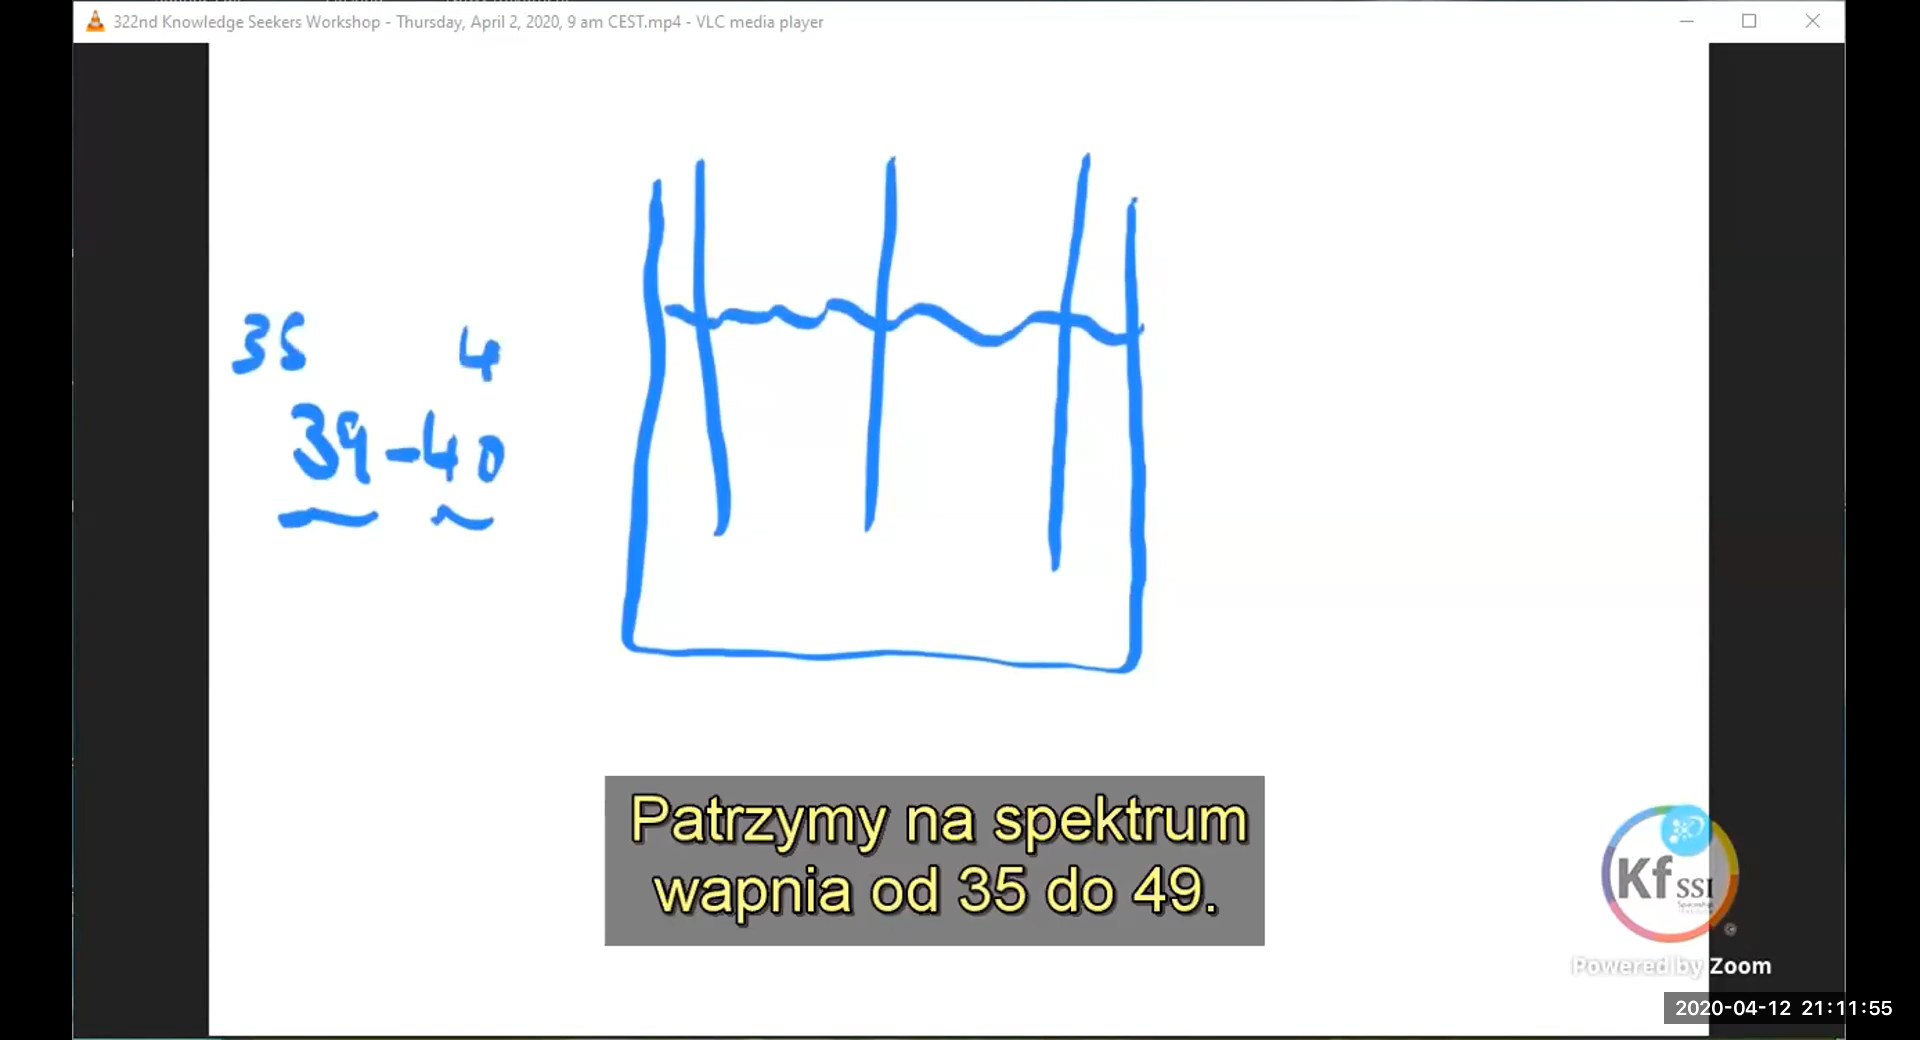 322nd Knowledge Seekers Workshop - Thursday, April 2, 2020, 9 am CEST.mp4 - VLC media player
35 4
39-40
Patrzymy na spektrum
wapnia od 35 do 49.
Kf SSI
Powered by Zoom
2020-04-12 21:11:55